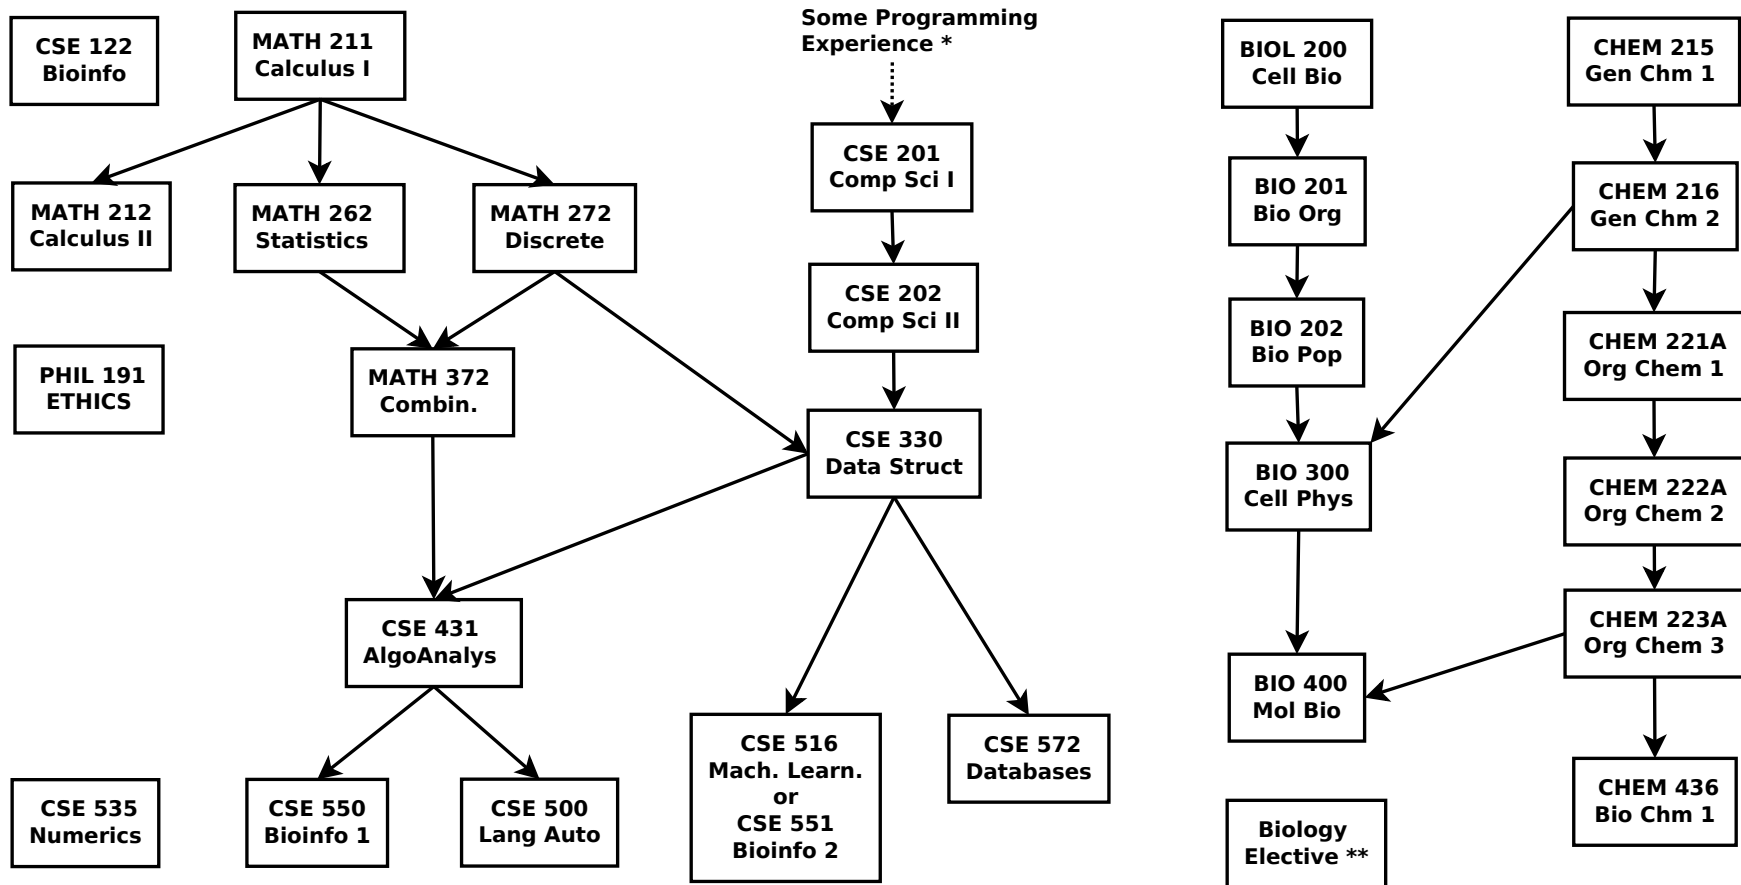 Some Programming
Experience *
CSE 122
Bioinfo
MATH 211
Calculus I
BIOL 200
Cell Bio
CHEM 215
Gen Chm 1
CSE 201
Comp Sci I
MATH 212
Calculus II
MATH 262
Statistics
MATH 272
Discrete
BIO 201
Bio Org
CHEM 216
Gen Chm 2
CSE 202
Comp Sci II
BIO 202
Bio Pop
CHEM 221A
Org Chem 1
PHIL 191
ETHICS
MATH 372
Combin.
CSE 330
Data Struct
BIO 300
Cell Phys
CHEM 222A
Org Chem 2
CSE 431
AlgoAnalys
BIO 400
Mol Bio
CHEM 223A
Org Chem 3
CSE 516
Mach. Learn.
or
CSE 551
Bioinfo 2
CSE 572
Databases
CSE 535
Numerics
CSE 550
Bioinfo 1
CSE 500
Lang Auto
Biology
Elective **
CHEM 436
Bio Chm 1